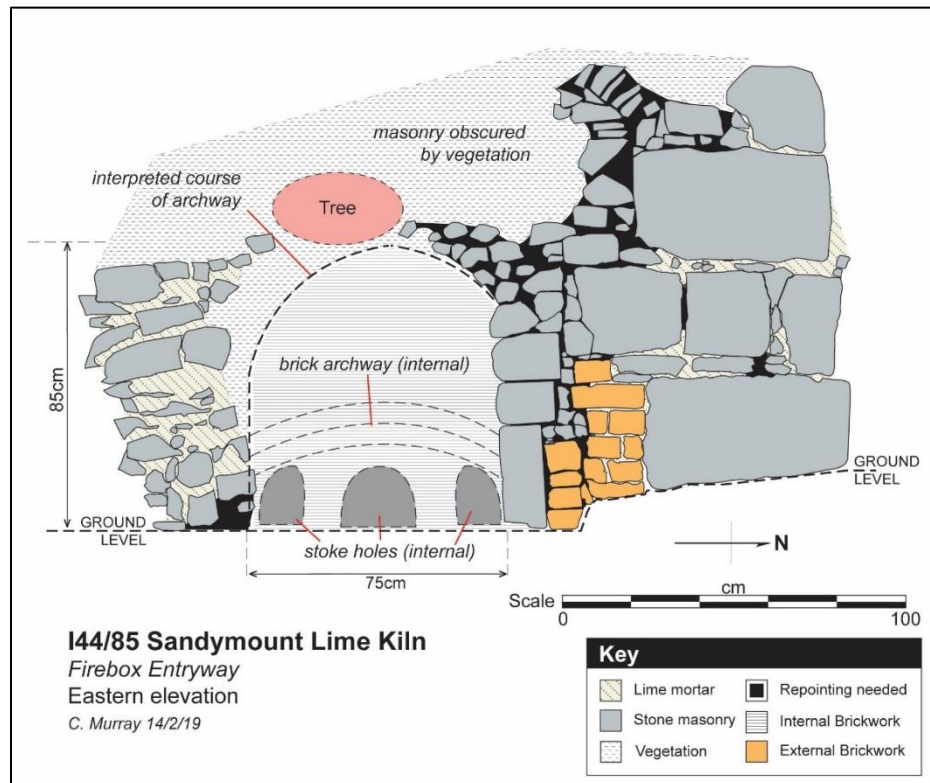 masonry obscured
by vegetation
interpreted course
of archway
Tree
85cm
brick archway (internal)
GROUND
LEVEL
GROUND
LEVEL
stoke holes (internal)
75cm
N
cm
Scale
0
100
I44/85 Sandymount Lime Kiln
Firebox Entryway
Eastern elevation
C. Murray 14/2/19
Key
Lime mortar
Repointing needed
Stone masonry
Internal Brickwork
Vegetation
External Brickwork